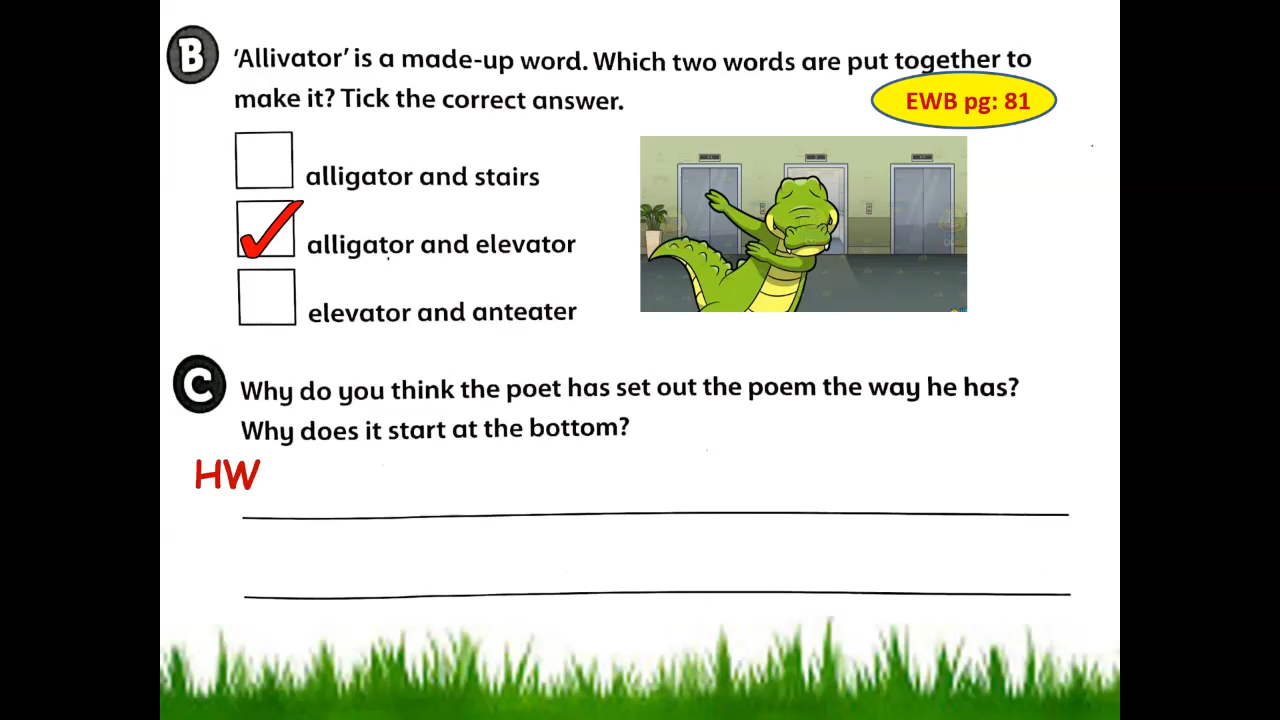 B
'Allivator' is a made-up word. Which two words are put together to
make it? Tick the correct answer.
EWB pg: 81
alligator and stairs
alligator and elevator
elevator and anteater
C
Why do you think the poet has set out the poem the way he has?
Why does it start at the bottom?
HW